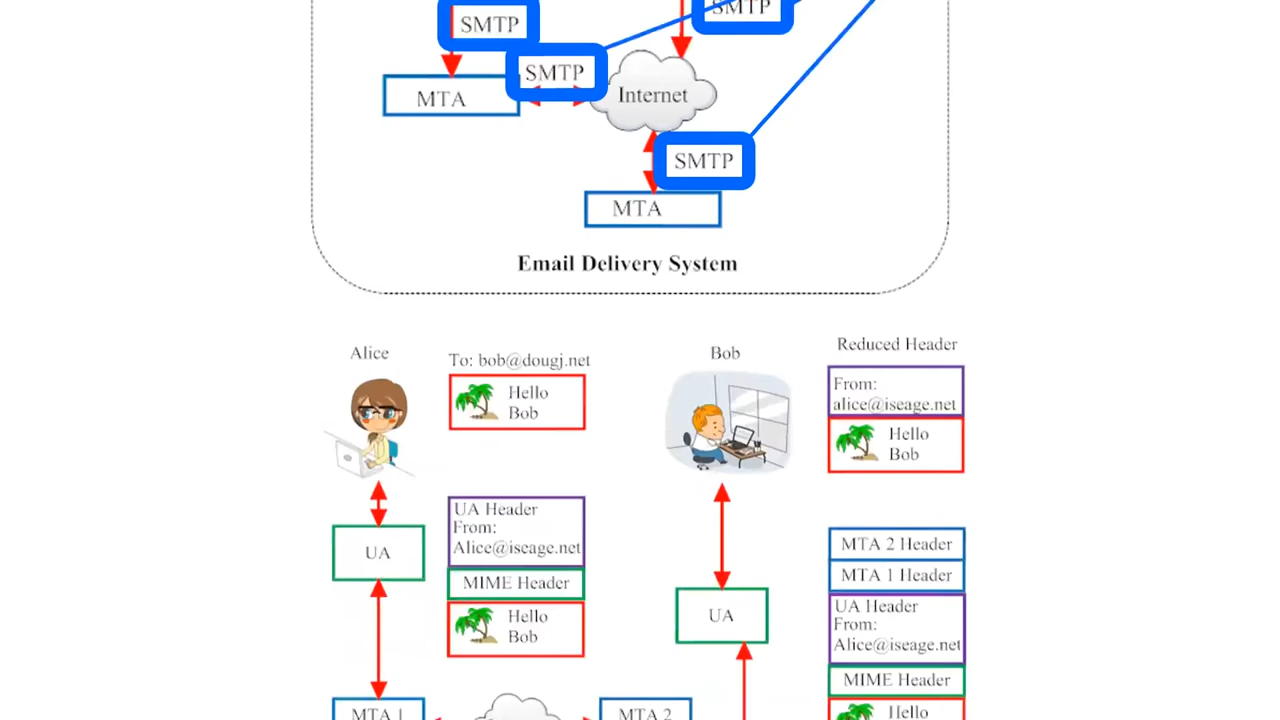 SMTP
SMTP
SMTP
MTA
Internet
SMTP
MTA
Email Delivery System
Alice
To: bob@dougj.net
Hello
Bob
Bob
Reduced Header
From:
alice@iseage.net
Hello
Bob
UA
UA Header
From:
Alice@iseage.net
MIME Header
Hello
Bob
UA
MTA 2 Header
MTA 1 Header
UA Header
From:
Alice@iseage.net
MIME Header
Hello
MTA 1
MTA 2